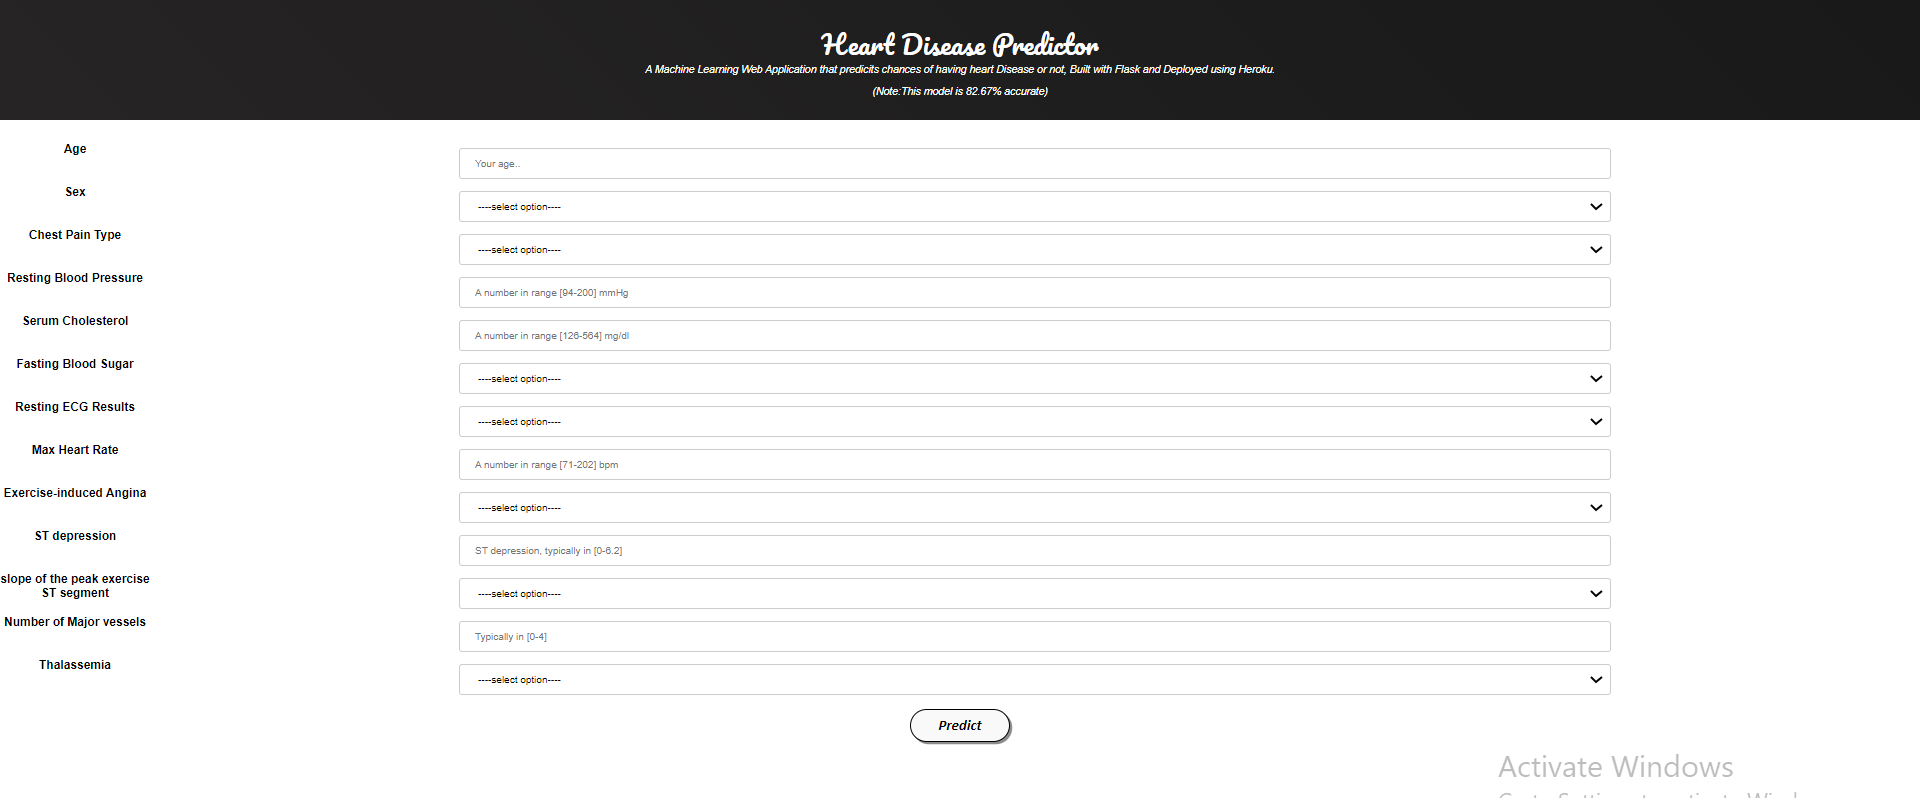 Heart Disease Predictor
A Machine Learning Web Application that predicits chances of having heart Disease or not, Built with Flask and Deployed using Heroku.
(Note:This model is 82.67% accurate)
Age
Your age..
Sex
----select option----
Chest Pain Type
----select option----
Resting Blood Pressure
A number in range [94-200] mmHg
Serum Cholesterol
A number in range [126-564] mg/dl
Fasting Blood Sugar
----select option----
Resting ECG Results
----select option----
Max Heart Rate
A number in range [71-202] bpm
Exercise-induced Angina
----select option----
ST depression
ST depression, typically in [0-6.2]
slope of the peak exercise
ST segment
----select option----
Number of Major vessels
Typically in [0-4]
Thalassemia
----select option----
Predict
Activate Windows